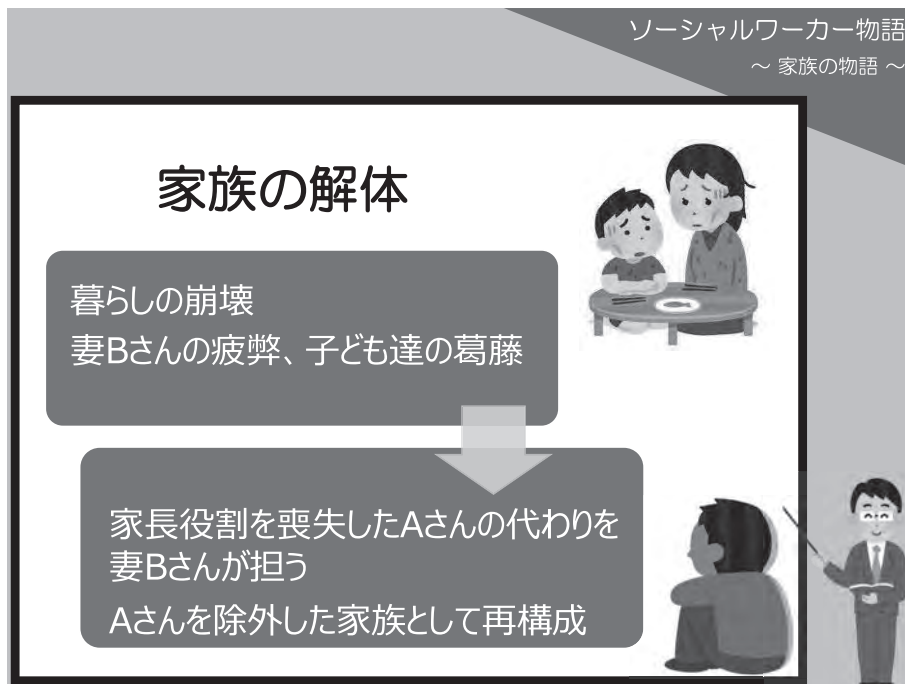 ソーシャルワーカー物語
～ 家族の物語 ～
家族の解体
暮らしの崩壊
妻Bさんの疲弊、子ども達の葛藤
家長役割を喪失したAさんの代わりを
妻Bさんが担う
Aさんを除外した家族として再構成